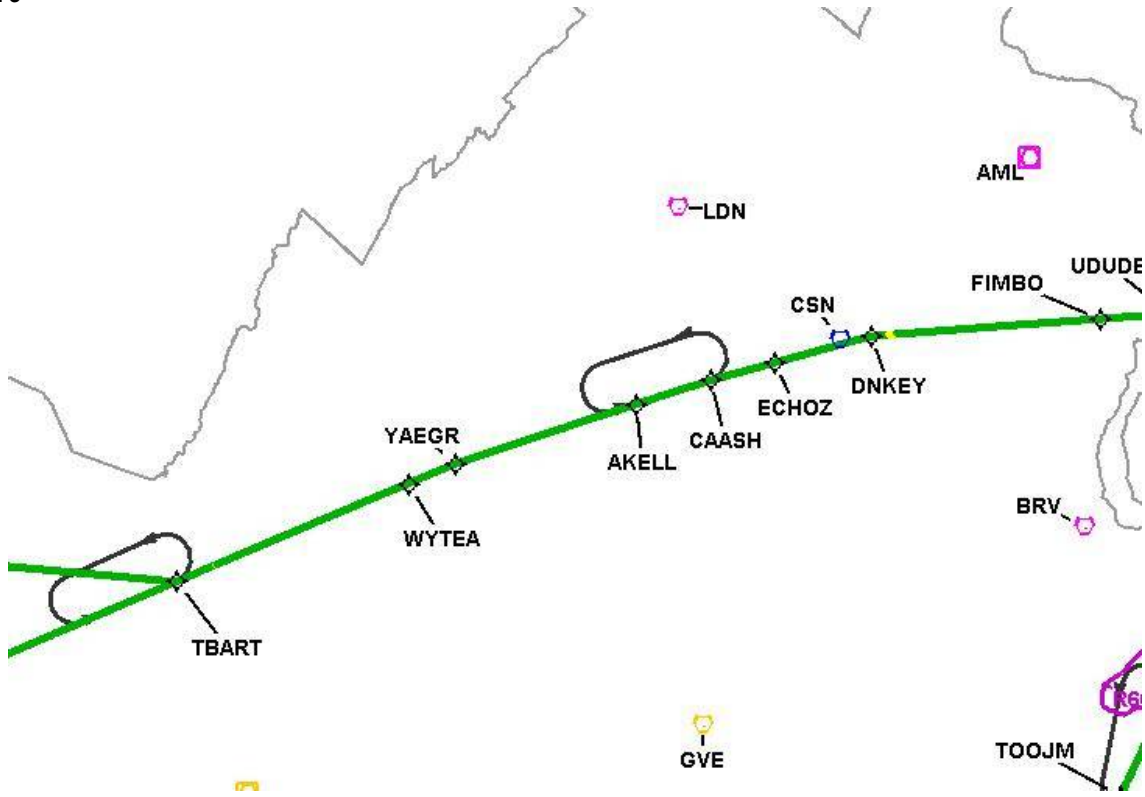 AML
LDN
UDUDE
FIMBO
CSN
DNKEY
ECHOZ
CAASH
YAEGR
AKELL
BRV
WYTEA
TBART
TOOJM
GVE